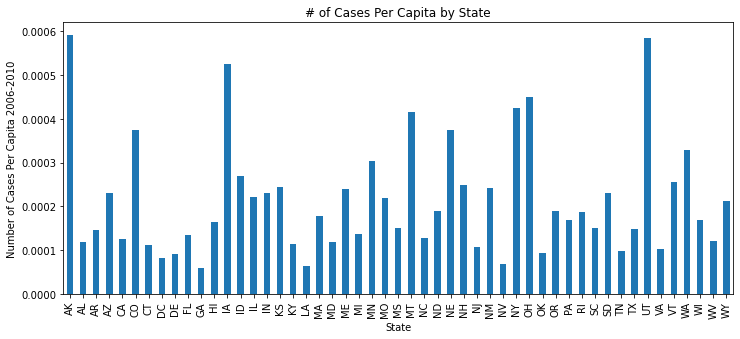 # of Cases Per Capita by State
Number of Cases Per Capita 2006-2010
0.0006
0.0005
0.0004
0.0003
0.0002
0.0001
0.0000
AK AL AR AZ CA CO CT DC DE FL GA HI IA ID IL IN KS KY LA MA MD ME MI MN MO MS MT NC ND NE NH NJ NM NV NY OH OK OR PA RI SC SD TN TX UT VA VT WA WI WV WY
State